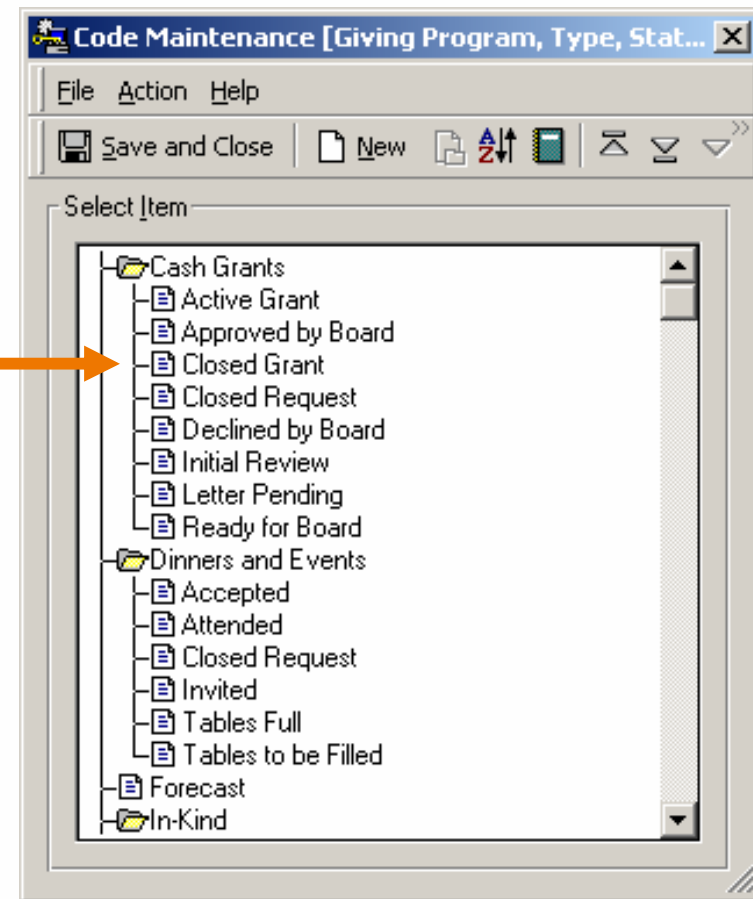 Code Maintenance [Giving Program, Type, Stat...
File Action Help
Save and Close New
Select Item
Cash Grants
Active Grant
Approved by Board
Closed Grant
Closed Request
Declined by Board
Initial Review
Letter Pending
Ready for Board
Dinners and Events
Accepted
Attended
Closed Request
Invited
Tables Full
Tables to be Filled
Forecast
In-Kind